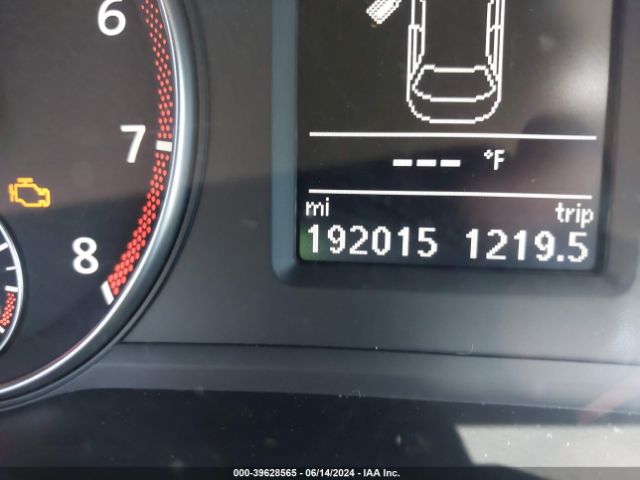 6
7
8
--- °F
mi trip
192015 1219.5
000-39628565 - 06/14/2024 - IAA Inc.